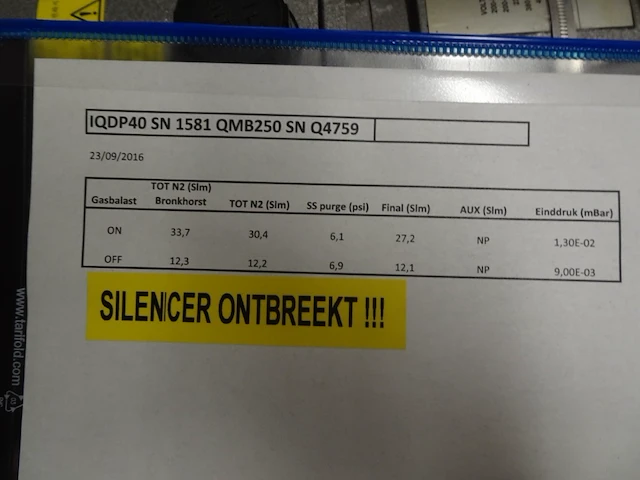 VOLT
IQDP40 SN 1581 QMB250 SN Q4759
23/09/2016
Gasbalast TOT N2 (Slm) Bronkhorst TOT N2 (Slm) SS purge (psi) Final (Slm) AUX (Slm) Einddruk (mBar)
ON 33,7 30,4 6,1 27,2 NP 1,30E-02
OFF 12,3 12,2 6,9 12,1 NP 9,00E-03
SILENCER ONTBREEKT !!!
www.tarifold.com